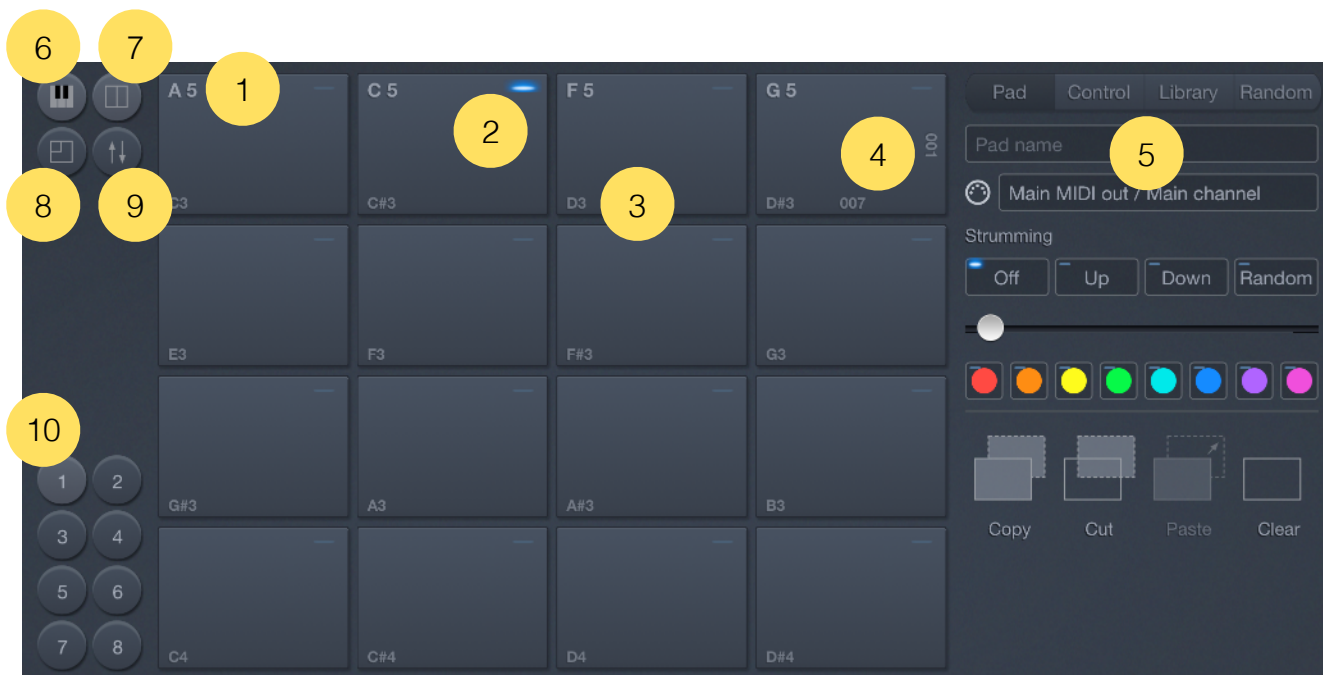 6 7
1
A 5 C 5 F 5 G 5
2
4 001
8 9
3
C3 C#3 D3 D#3 007
E3 F3 F#3 G3
10
G#3 A3 A#3 B3
1 2
3 4
5 6
7 8
C4 C#4 D4 D#4
Pad Control Library Random
Pad name
5
Main MIDI out / Main channel
Strumming
Off Up Down Random
Copy Cut Paste Clear